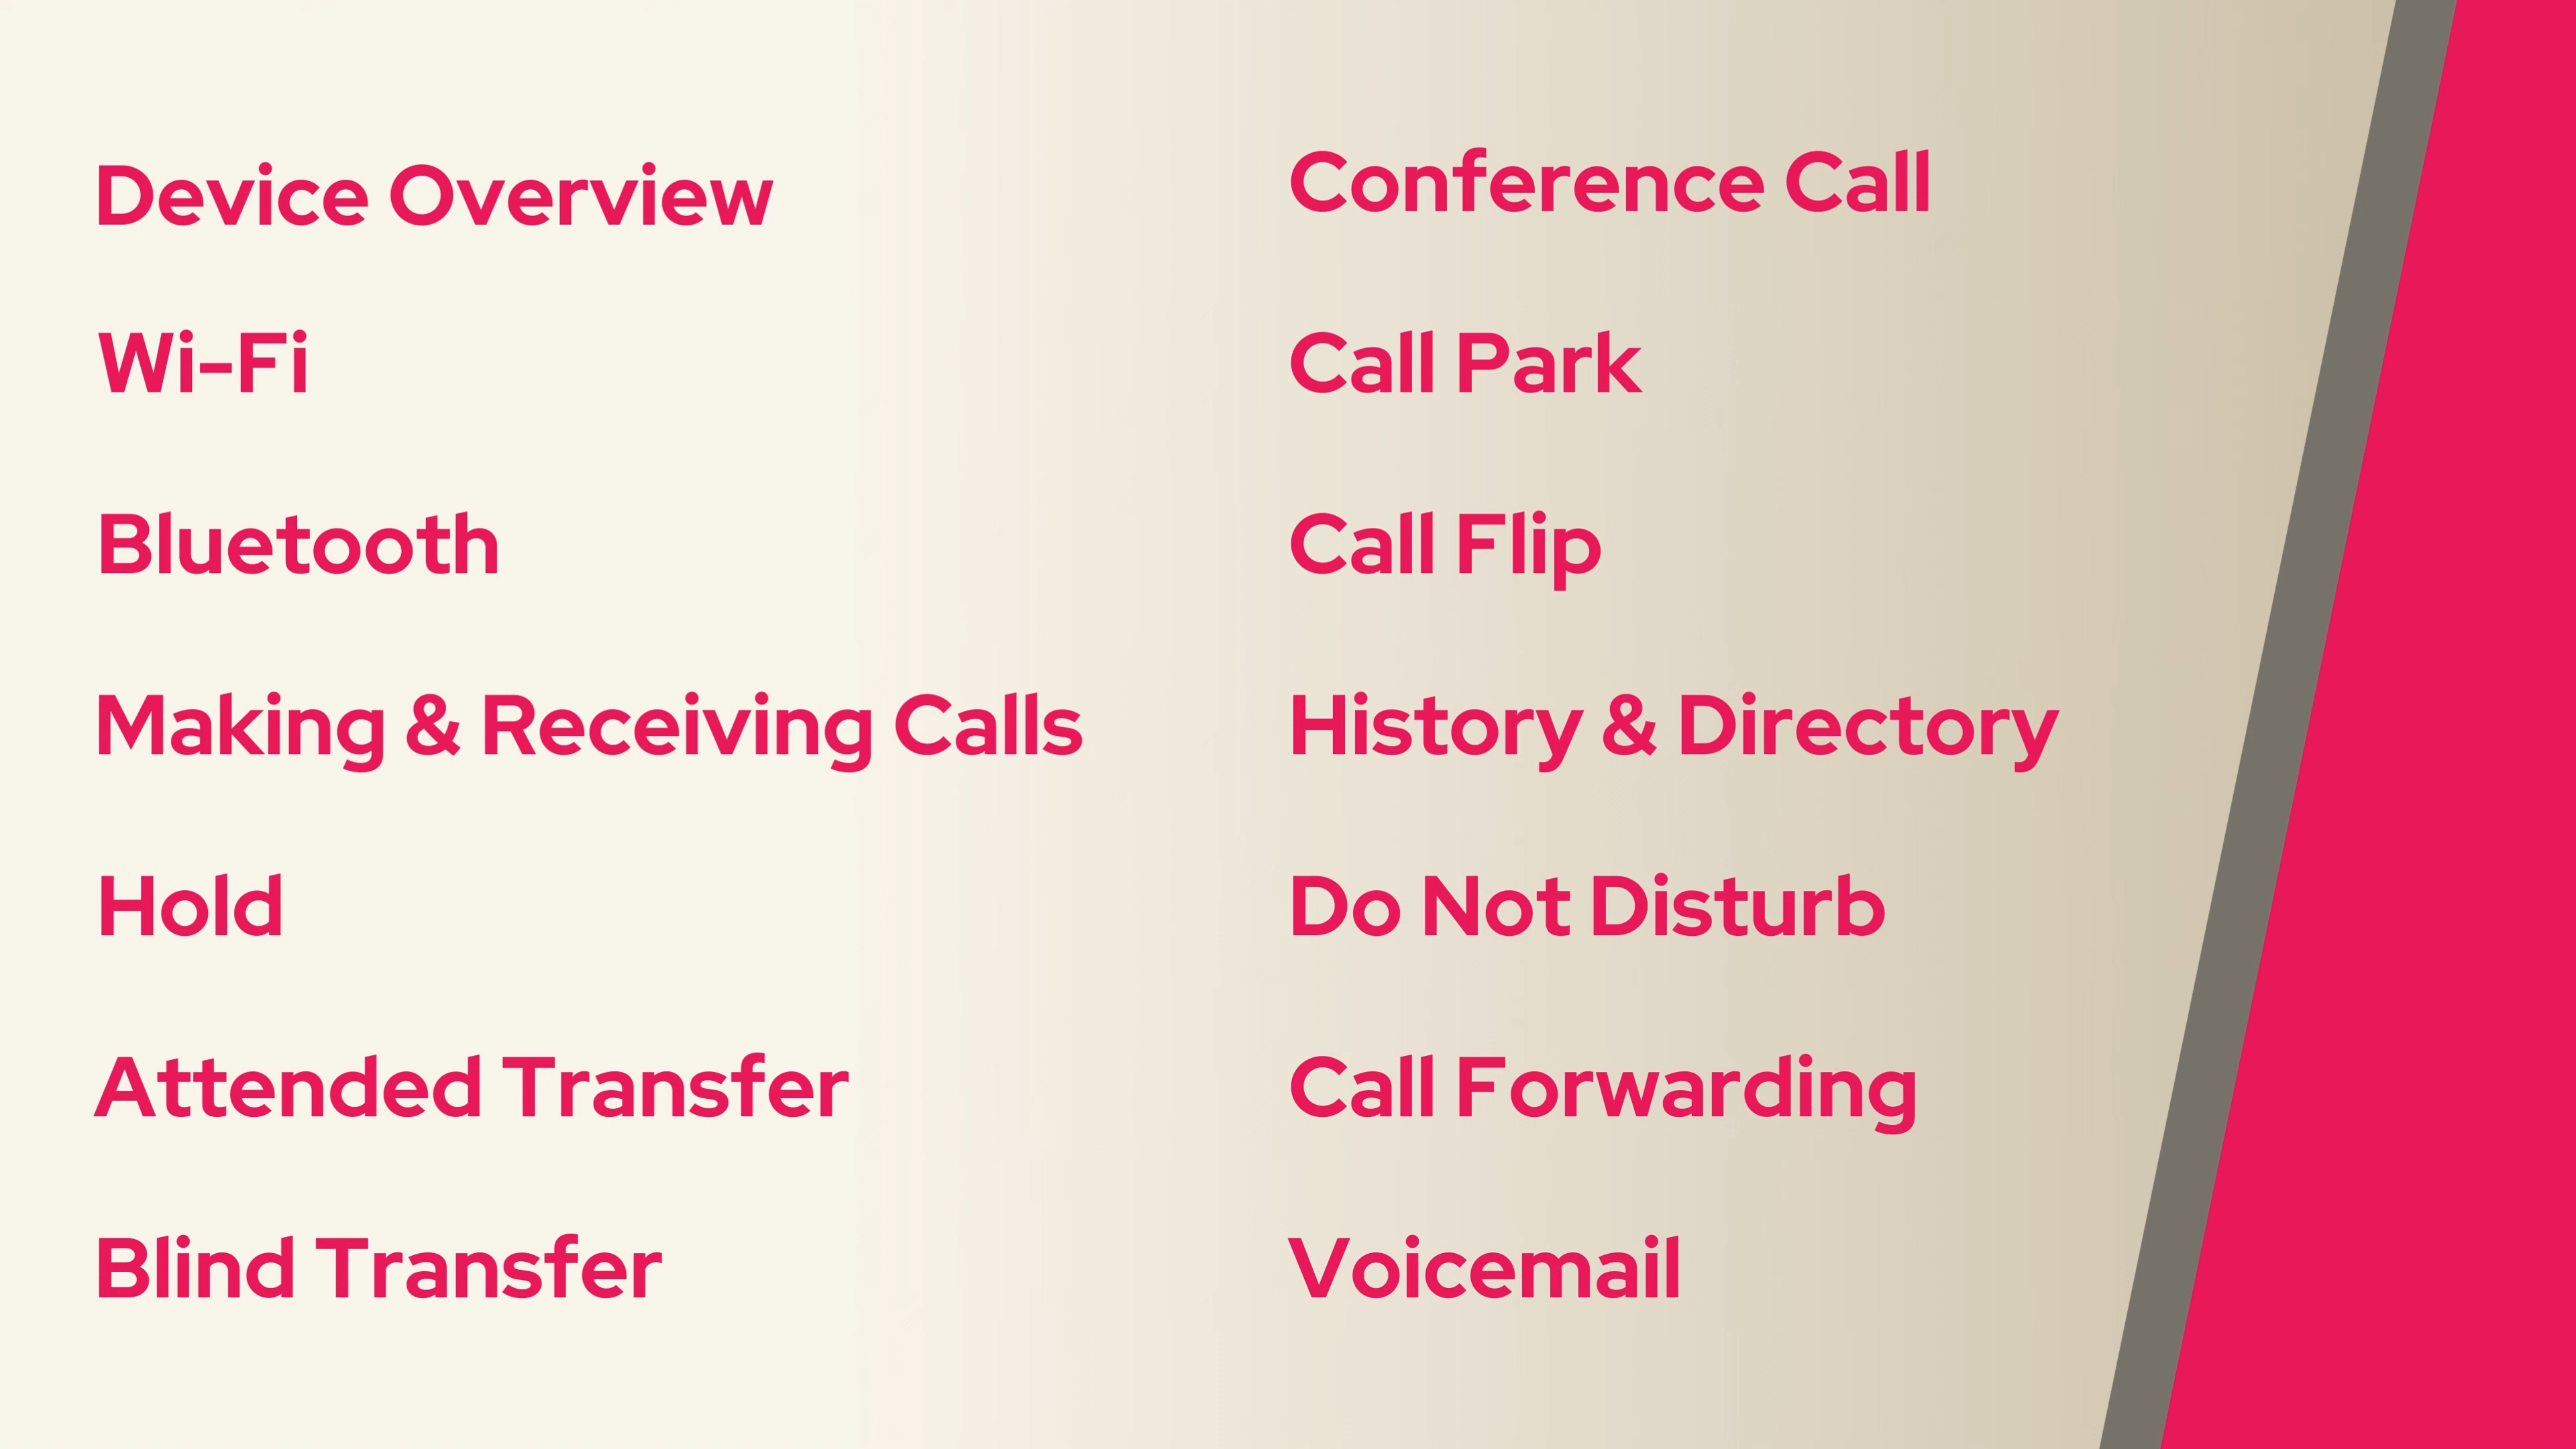 Device Overview
Wi-Fi
Bluetooth
Making & Receiving Calls
Hold
Attended Transfer
Blind Transfer
Conference Call
Call Park
Call Flip
History & Directory
Do Not Disturb
Call Forwarding
Voicemail